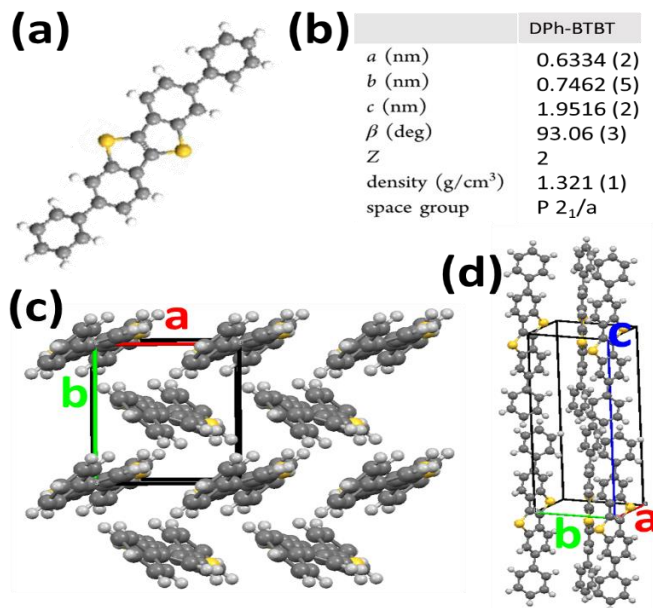 (a)
(b)
DPh-BTBT
a (nm) 0.6334 (2)
b (nm) 0.7462 (5)
c (nm) 1.9516 (2)
β (deg) 93.06 (3)
Z 2
density (g/cm³) 1.321 (1)
space group P 2₁/a
(c)
a
b
(d)
c
b
a